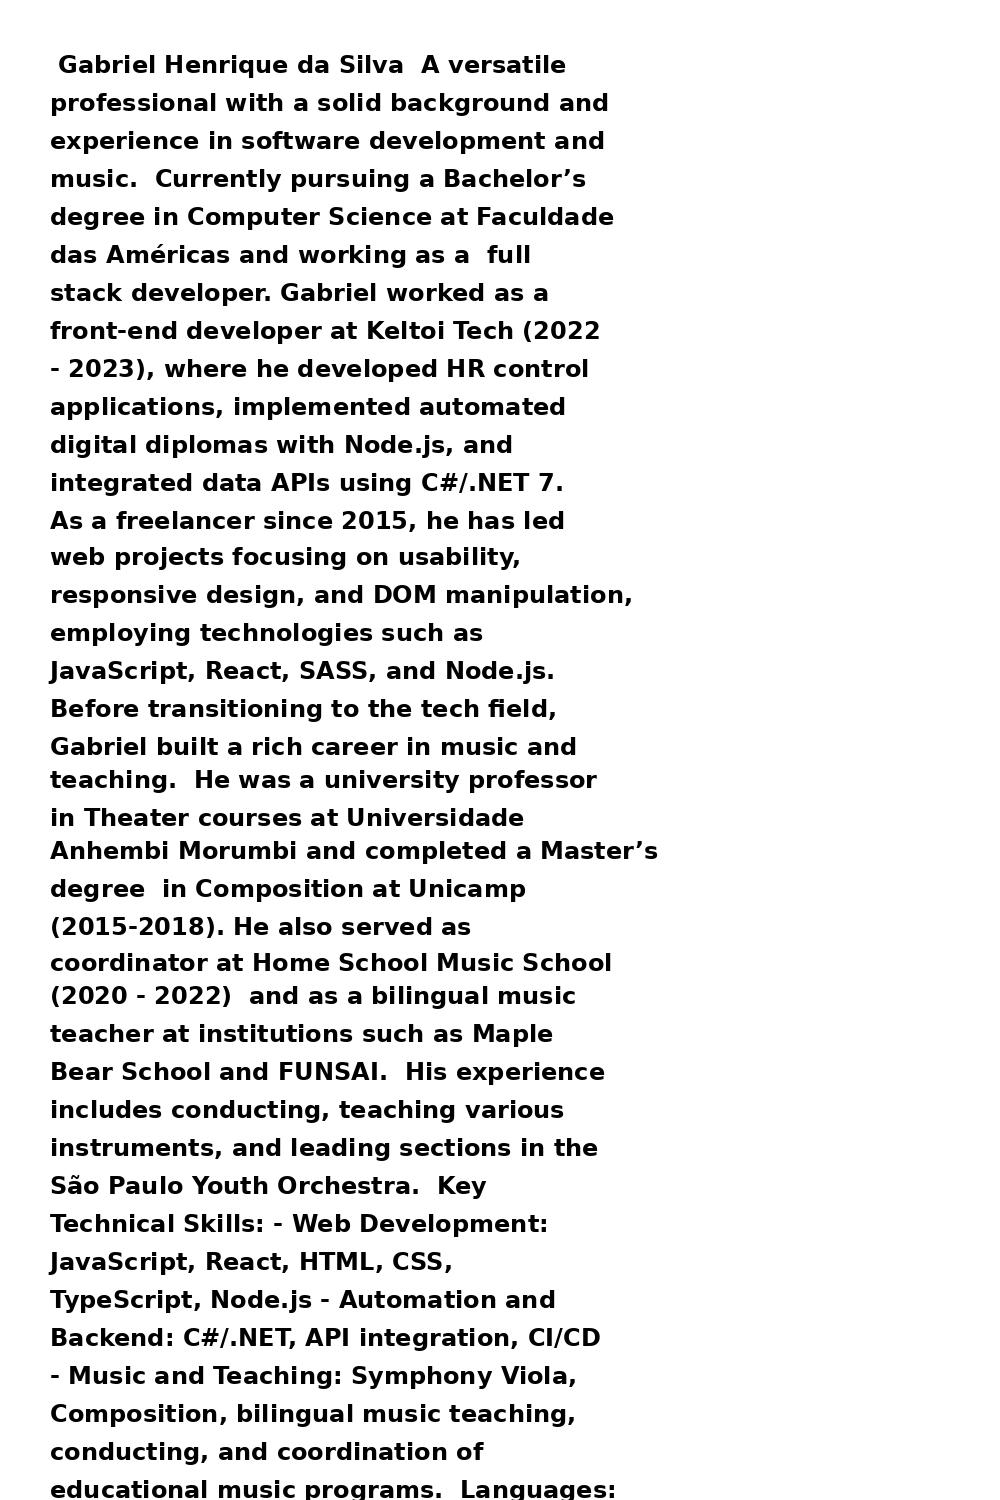 Gabriel Henrique da Silva  A versatile
professional with a solid background and
experience in software development and
music.  Currently pursuing a Bachelor’s
degree in Computer Science at Faculdade
das Américas and working as a  full
stack developer. Gabriel worked as a
front-end developer at Keltoi Tech (2022
- 2023), where he developed HR control
applications, implemented automated
digital diplomas with Node.js, and
integrated data APIs using C#/.NET 7.
As a freelancer since 2015, he has led
web projects focusing on usability,
responsive design, and DOM manipulation,
employing technologies such as
JavaScript, React, SASS, and Node.js.
Before transitioning to the tech field,
Gabriel built a rich career in music and
teaching.  He was a university professor
in Theater courses at Universidade
Anhembi Morumbi and completed a Master’s
degree  in Composition at Unicamp
(2015-2018). He also served as
coordinator at Home School Music School
(2020 - 2022)  and as a bilingual music
teacher at institutions such as Maple
Bear School and FUNSAI.  His experience
includes conducting, teaching various
instruments, and leading sections in the
São Paulo Youth Orchestra.  Key
Technical Skills: - Web Development:
JavaScript, React, HTML, CSS,
TypeScript, Node.js - Automation and
Backend: C#/.NET, API integration, CI/CD
- Music and Teaching: Symphony Viola,
Composition, bilingual music teaching,
conducting, and coordination of
educational music programs.  Languages: